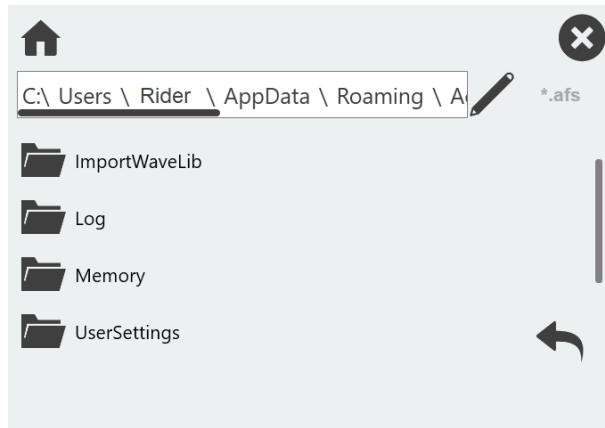 C:\ Users \ Rider \ AppData \ Roaming \
*.afs
ImportWaveLib
Log
Memory
UserSettings